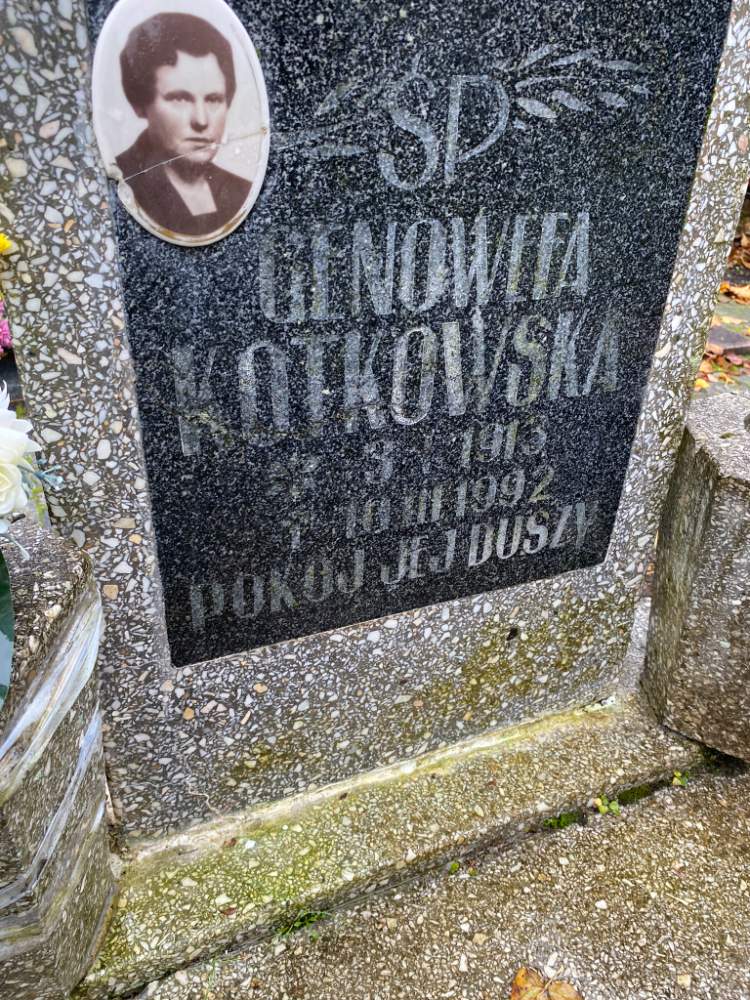 ŚP
GENOWEFA
KOTKOWSKA
* 3 I 1913
† 10 III 1992
POKÓJ JEJ DUSZY